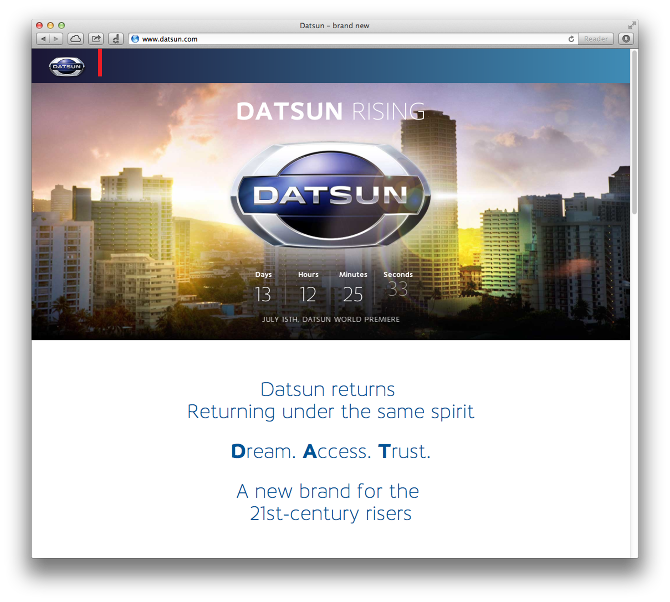 Datsun – brand new
www.datsun.com
Reader
DATSUN
DATSUN RISING
DATSUN
Days Hours Minutes Seconds
13 12 25 33
JULY 15TH. DATSUN WORLD PREMIERE
Datsun returns
Returning under the same spirit
Dream. Access. Trust.
A new brand for the
21st-century risers